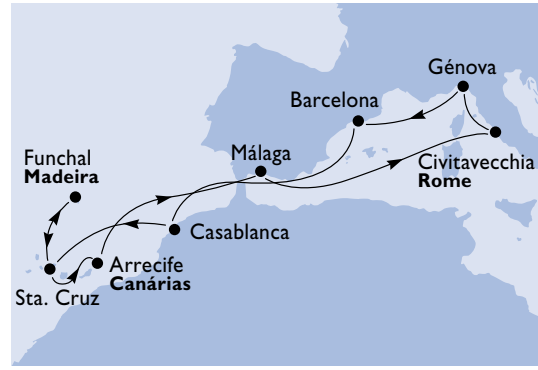 Génova
Barcelona
Málaga
Civitavecchia
Rome
Funchal
Madeira
Casablanca
Arrecife
Canárias
Sta. Cruz